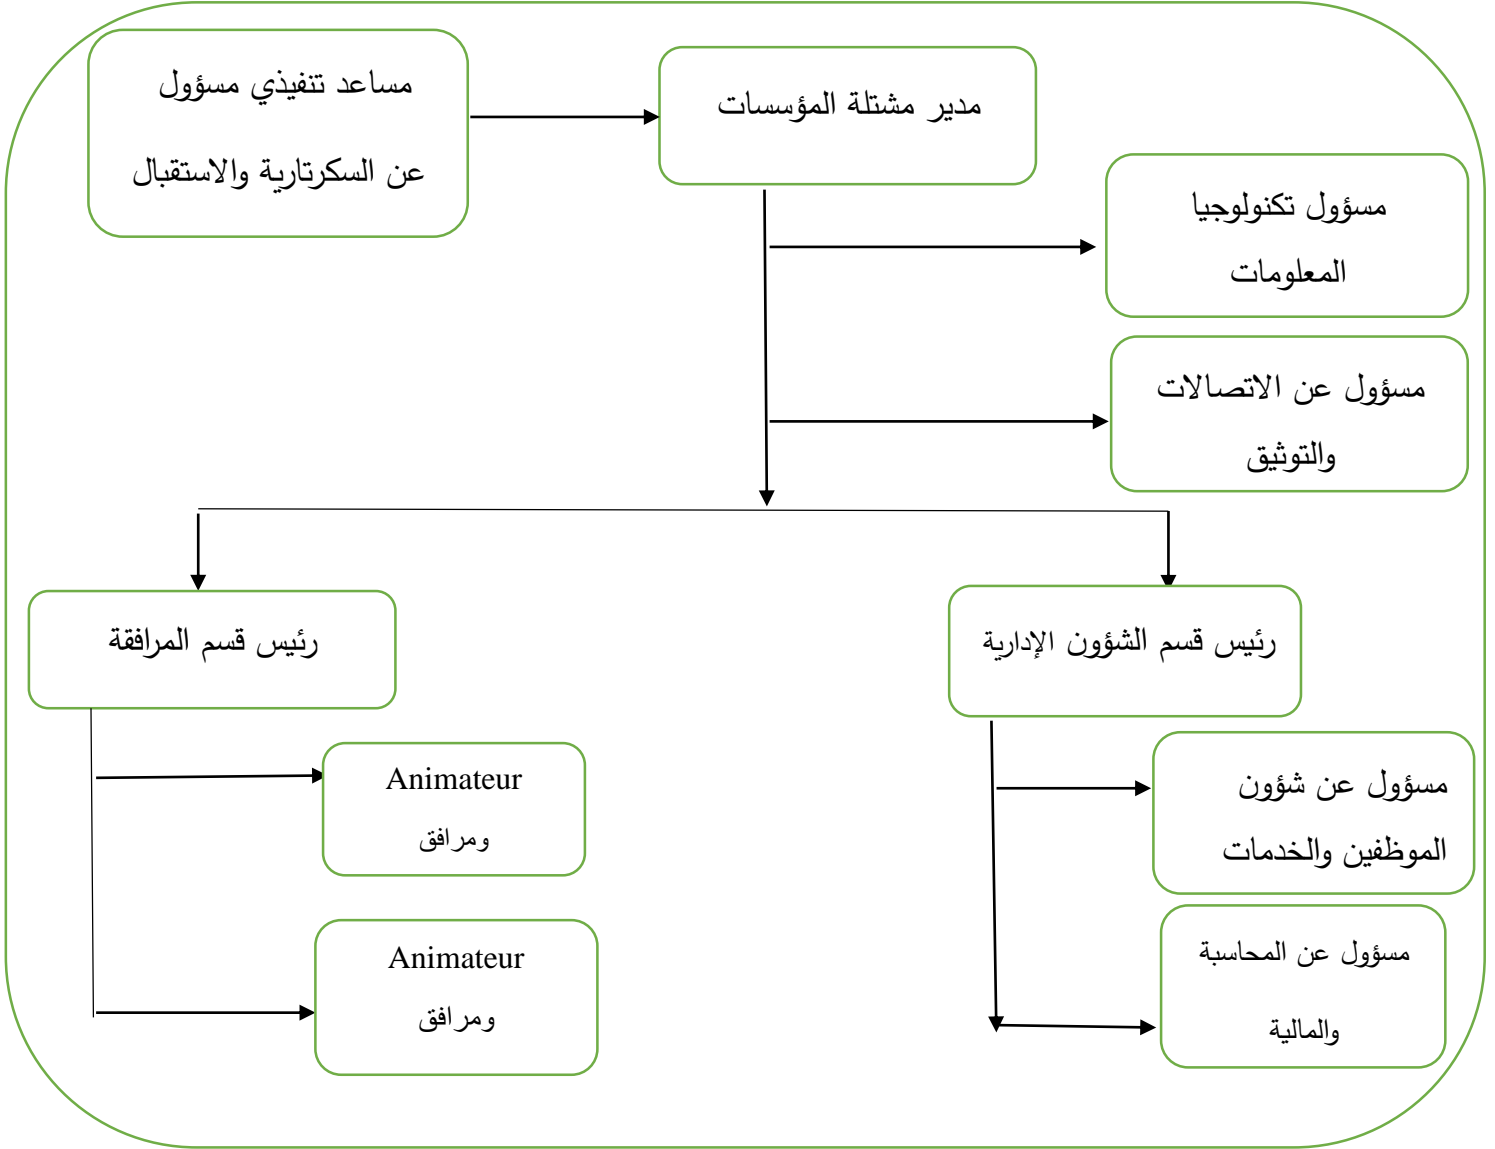 مساعد تنفيذي مسؤول
عن السكرتارية والاستقبال
مدير مشتلة المؤسسات
مسؤول تكنولوجيا
المعلومات
مسؤول عن الاتصالات
والتوثيق
رئيس قسم الشؤون الإدارية
رئيس قسم المرافقة
مسؤول عن شؤون
الموظفين والخدمات
مسؤول عن المحاسبة
والمالية
Animateur
ومرافق
Animateur
ومرافق